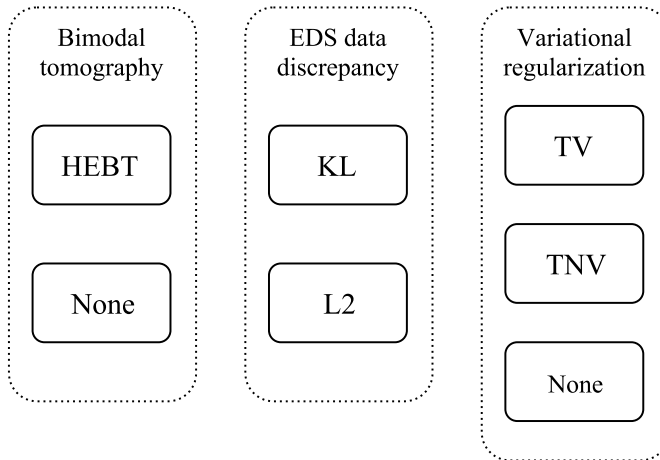 Bimodal
tomography
HEBT
None
EDS data
discrepancy
KL
L2
Variational
regularization
TV
TNV
None